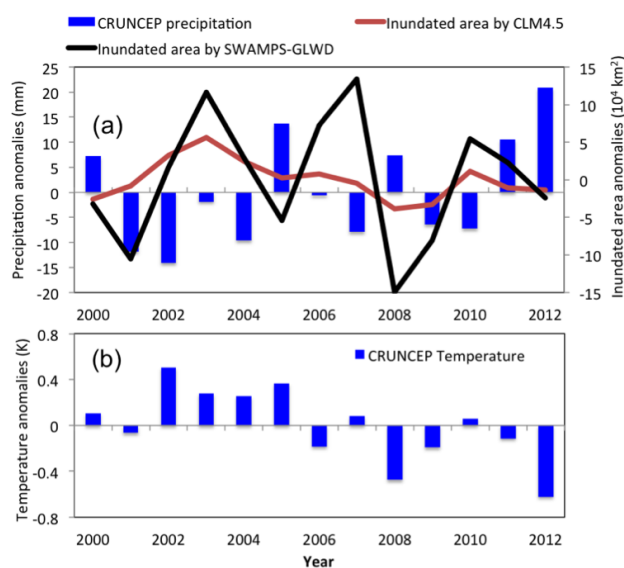 CRUNCEP precipitation
Inundated area by CLM4.5
Inundated area by SWAMPS-GLWD
(a)
Precipitation anomalies (mm)
25
20
15
10
5
0
-5
-10
-15
-20
Inundated area anomalies (10⁴ km²)
15
10
5
0
-5
-10
-15
2000 2002 2004 2006 2008 2010 2012
(b)
CRUNCEP Temperature
Temperature anomalies (K)
0.8
0.4
0
-0.4
-0.8
2000 2002 2004 2006 2008 2010 2012
Year